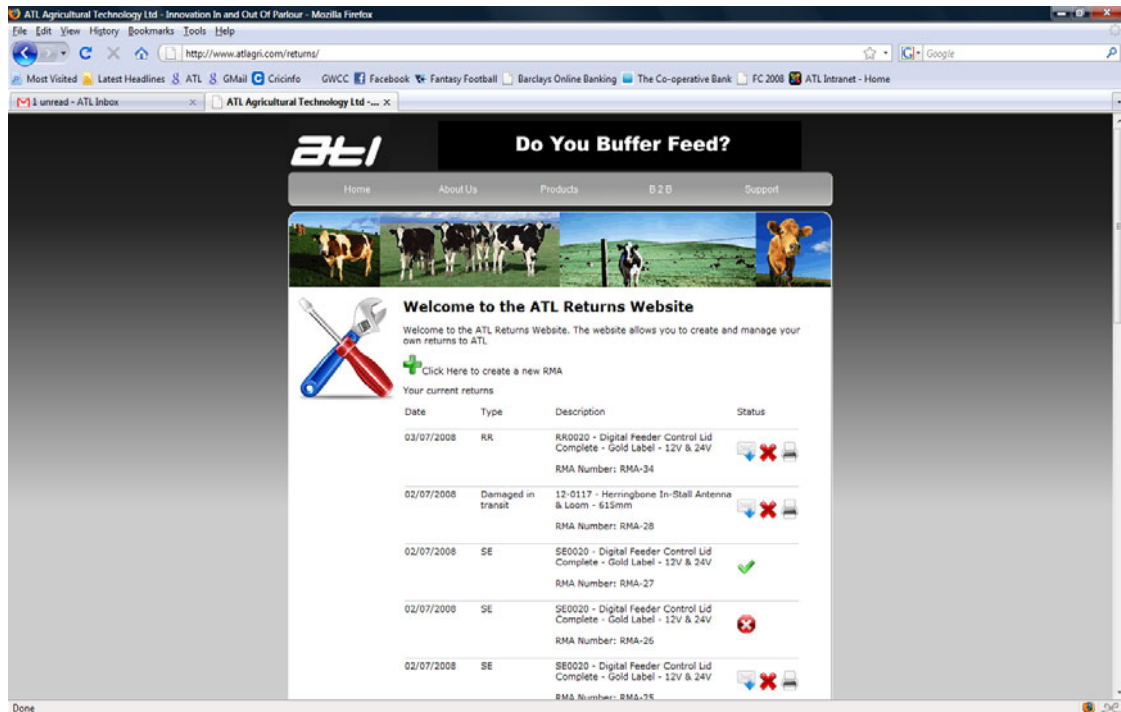 ATL Agricultural Technology Ltd - Innovation In and Out Of Parlour - Mozilla Firefox
File Edit View History Bookmarks Tools Help
http://www.atlagri.com/returns/
Google
Most Visited Latest Headlines ATL GMail Cricinfo GWCC Facebook Fantasy Football Barclays Online Banking The Co-operative Bank FC 2008 ATL Intranet - Home
1 unread - ATL Inbox
ATL Agricultural Technology Ltd -...
atl
Do You Buffer Feed?
Home About Us Products B 2 B Support
Welcome to the ATL Returns Website
Welcome to the ATL Returns Website. The website allows you to create and manage your
own returns to ATL
Click Here to create a new RMA
Your current returns
Date Type Description Status
03/07/2008 RR RR0020 - Digital Feeder Control Lid
Complete - Gold Label - 12V & 24V
RMA Number: RMA-34
02/07/2008 Damaged in 12-0117 - Herringbone In-Stall Antenna
transit & Loom - 615mm
RMA Number: RMA-28
02/07/2008 SE SE0020 - Digital Feeder Control Lid
Complete - Gold Label - 12V & 24V
RMA Number: RMA-27
02/07/2008 SE SE0020 - Digital Feeder Control Lid
Complete - Gold Label - 12V & 24V
RMA Number: RMA-26
02/07/2008 SE SE0020 - Digital Feeder Control Lid
Complete - Gold Label - 12V & 24V
RMA Number: RMA-25
Done